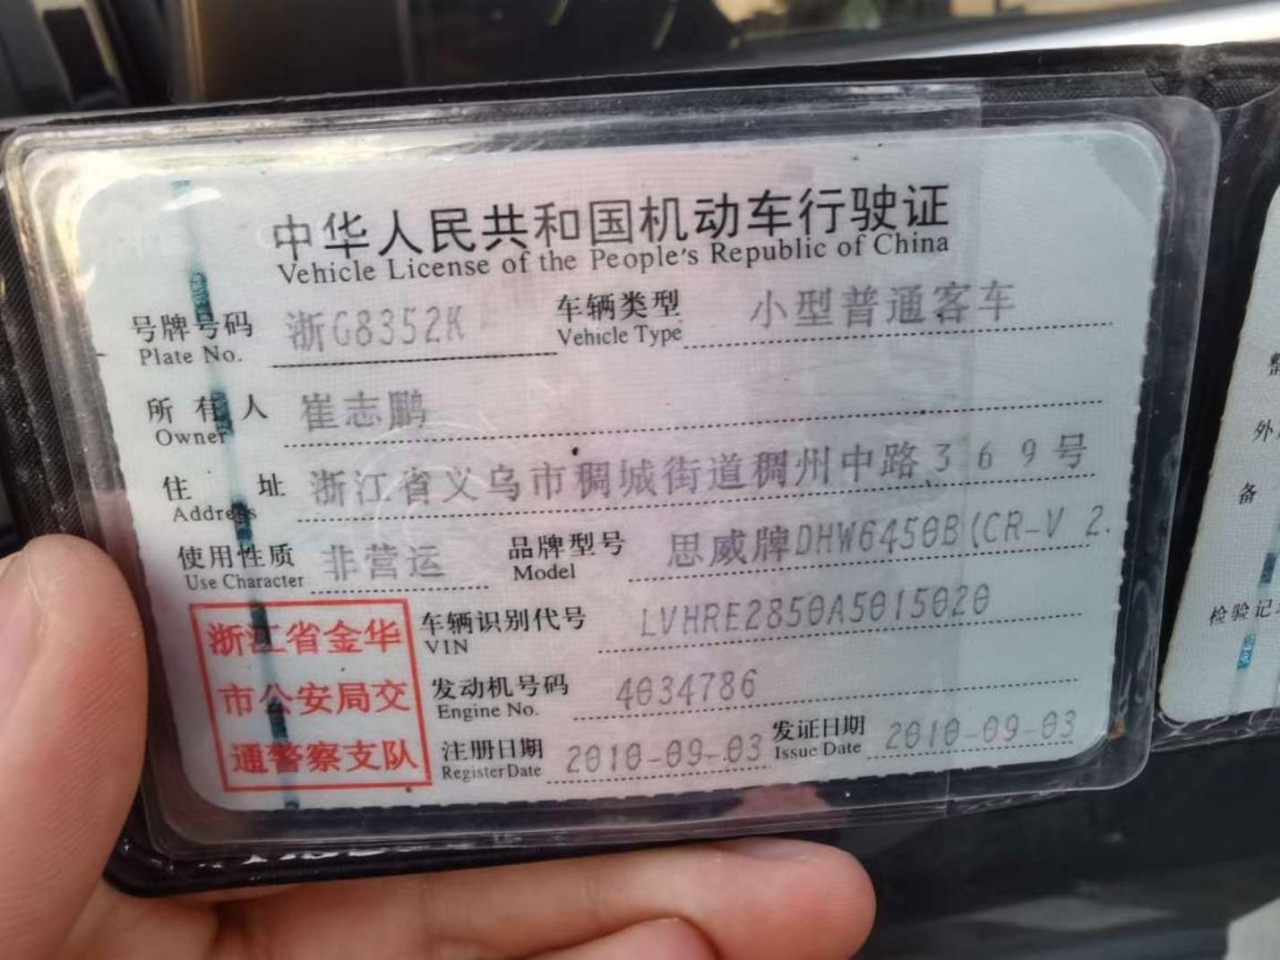 中华人民共和国机动车行驶证
Vehicle License of the People's Republic of China
号牌号码 浙G8352K 车辆类型 小型普通客车
Plate No. Vehicle Type
所有人 崔志鹏
Owner
住址 浙江省义乌市稠城街道稠州中路369号
Address
使用性质 非营运 品牌型号 思威牌DHW6450B(CR-V 2.
Use Character Model
浙江省金华
市公安局交
通警察支队
车辆识别代号 LVHRE2850A5015020
VIN
发动机号码 4034786
Engine No.
注册日期 2010-09-03 发证日期 2010-09-03
Register Date Issue Date
整
外
备
检验记